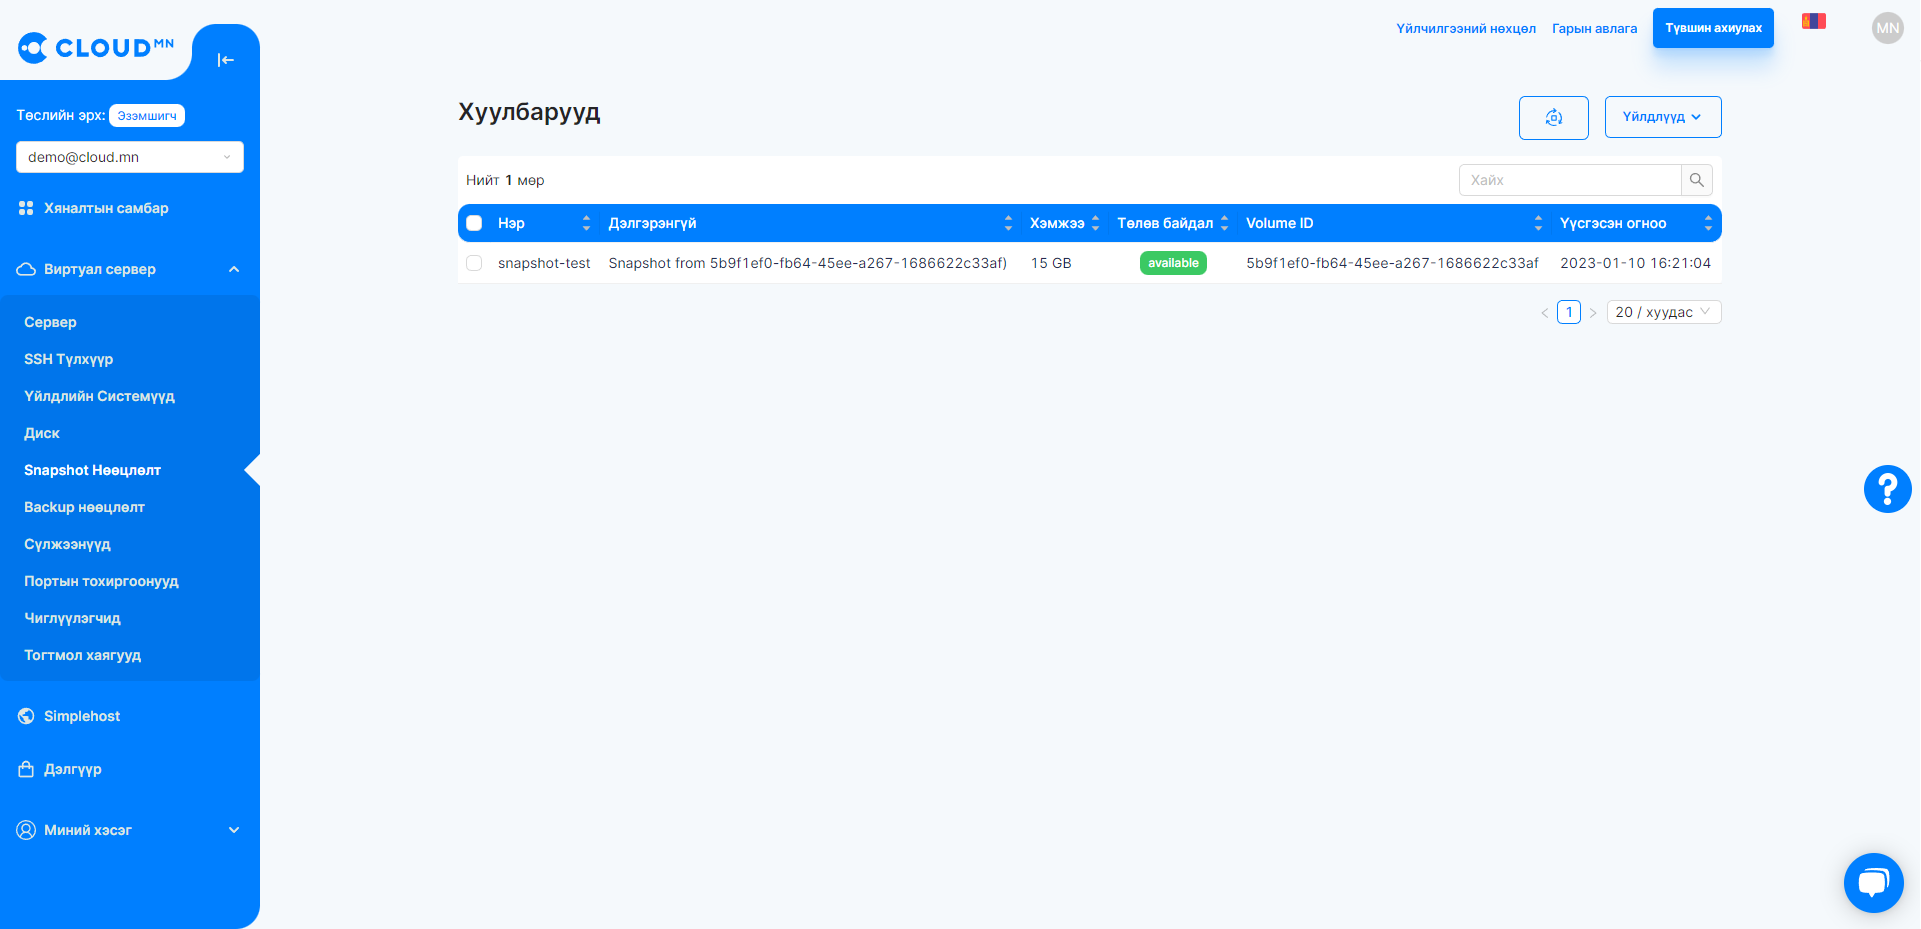 CLOUD MN
Үйлчилгээний нөхцөл Гарын авлага Түвшин ахиулах MN
Төслийн эрх: Эзэмшигч
demo@cloud.mn
Хяналтын самбар
Виртуал сервер
Сервер
SSH Түлхүүр
Үйлдлийн Системүүд
Диск
Snapshot Нөөцлөлт
Backup нөөцлөлт
Сүлжээнүүд
Портын тохиргоонууд
Чиглүүлэгчид
Тогтмол хаягууд
Simplehost
Дэлгүүр
Миний хэсэг
Хуулбарууд
Үйлдлүүд
Нийт 1 мөр
Хайх
Нэр Дэлгэрэнгүй Хэмжээ Төлөв байдал Volume ID Үүсгэсэн огноо
snapshot-test Snapshot from 5b9f1ef0-fb64-45ee-a267-1686622c33af) 15 GB available 5b9f1ef0-fb64-45ee-a267-1686622c33af 2023-01-10 16:21:04
< 1 > 20 / хуудас
?